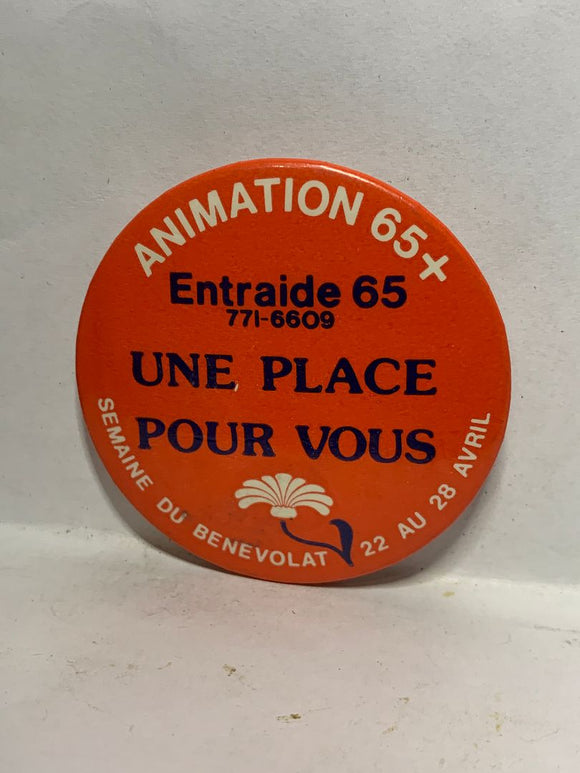 ANIMATION 65+
Entraide 65
771-6609
UNE PLACE
POUR VOUS
SEMAINE DU BENEVOLAT 22 AU 28 AVRIL